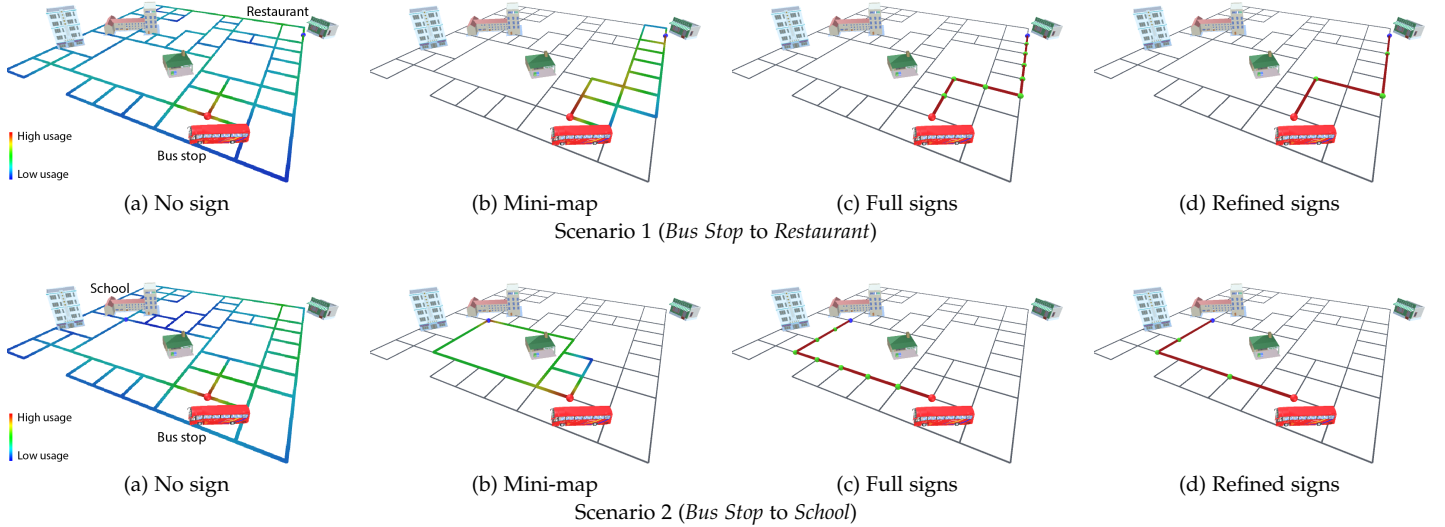 Restaurant
High usage
Low usage
Bus stop
(a) No sign
(b) Mini-map
(c) Full signs
(d) Refined signs
Scenario 1 (Bus Stop to Restaurant)
School
High usage
Low usage
Bus stop
(a) No sign
(b) Mini-map
(c) Full signs
(d) Refined signs
Scenario 2 (Bus Stop to School)